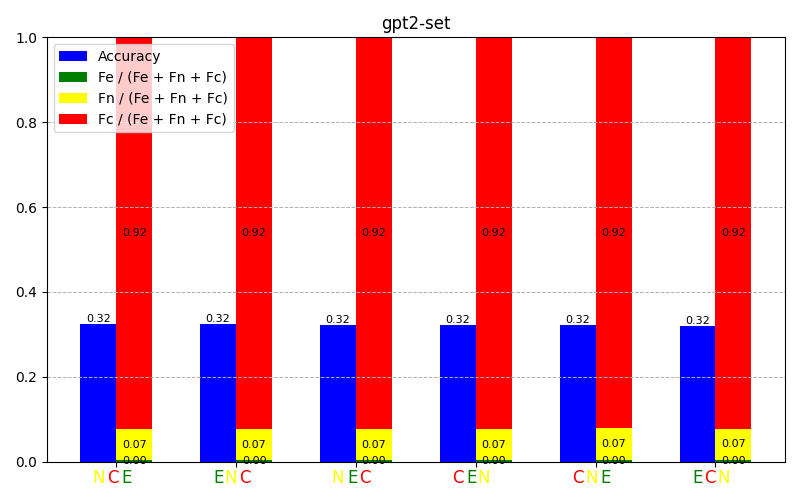 gpt2-set
Accuracy
Fe / (Fe + Fn + Fc)
Fn / (Fe + Fn + Fc)
Fc / (Fe + Fn + Fc)
1.0
0.8
0.6
0.4
0.2
0.0
0.92 0.92 0.92 0.92 0.92 0.92
0.32 0.32 0.32 0.32 0.32 0.32
0.07 0.07 0.07 0.07 0.07 0.07
0.00 0.00 0.00 0.00 0.00 0.00
N C E E N C N E C C E N C N E E C N